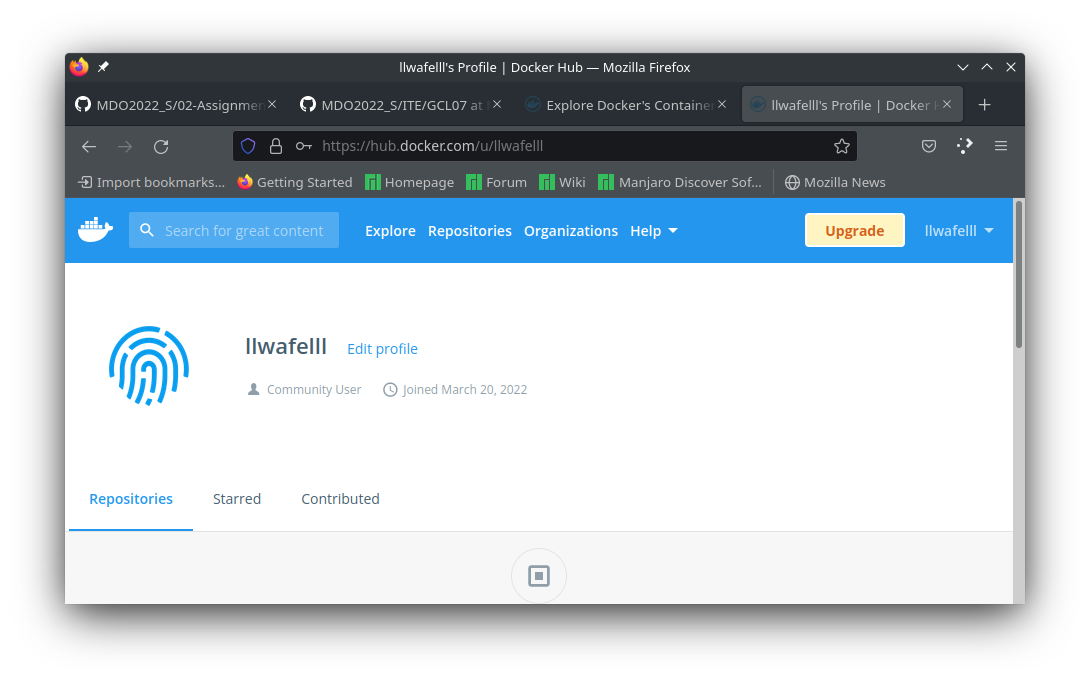 llwafelll's Profile | Docker Hub — Mozilla Firefox
MDO2022_S/02-Assignmen
MDO2022_S/ITE/GCL07 at
Explore Docker's Container
llwafelll's Profile | Docker H
https://hub.docker.com/u/llwafelll
Import bookmarks... Getting Started Homepage Forum Wiki Manjaro Discover Sof... Mozilla News
Search for great content Explore Repositories Organizations Help Upgrade llwafelll
llwafelll Edit profile
Community User Joined March 20, 2022
Repositories Starred Contributed